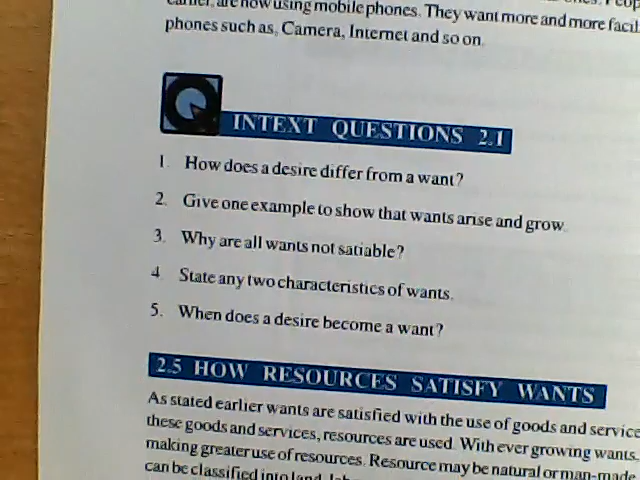 earlier, are now using mobile phones. They want more and more facil
phones such as, Camera, Internet and so on.
INTEXT QUESTIONS 2.1
1. How does a desire differ from a want?
2. Give one example to show that wants arise and grow.
3. Why are all wants not satiable?
4. State any two characteristics of wants.
5. When does a desire become a want?
2.5 HOW RESOURCES SATISFY WANTS
As stated earlier wants are satisfied with the use of goods and service
these goods and services, resources are used. With ever growing wants,
making greater use of resources. Resource may be natural or man-made
can be classified into land,